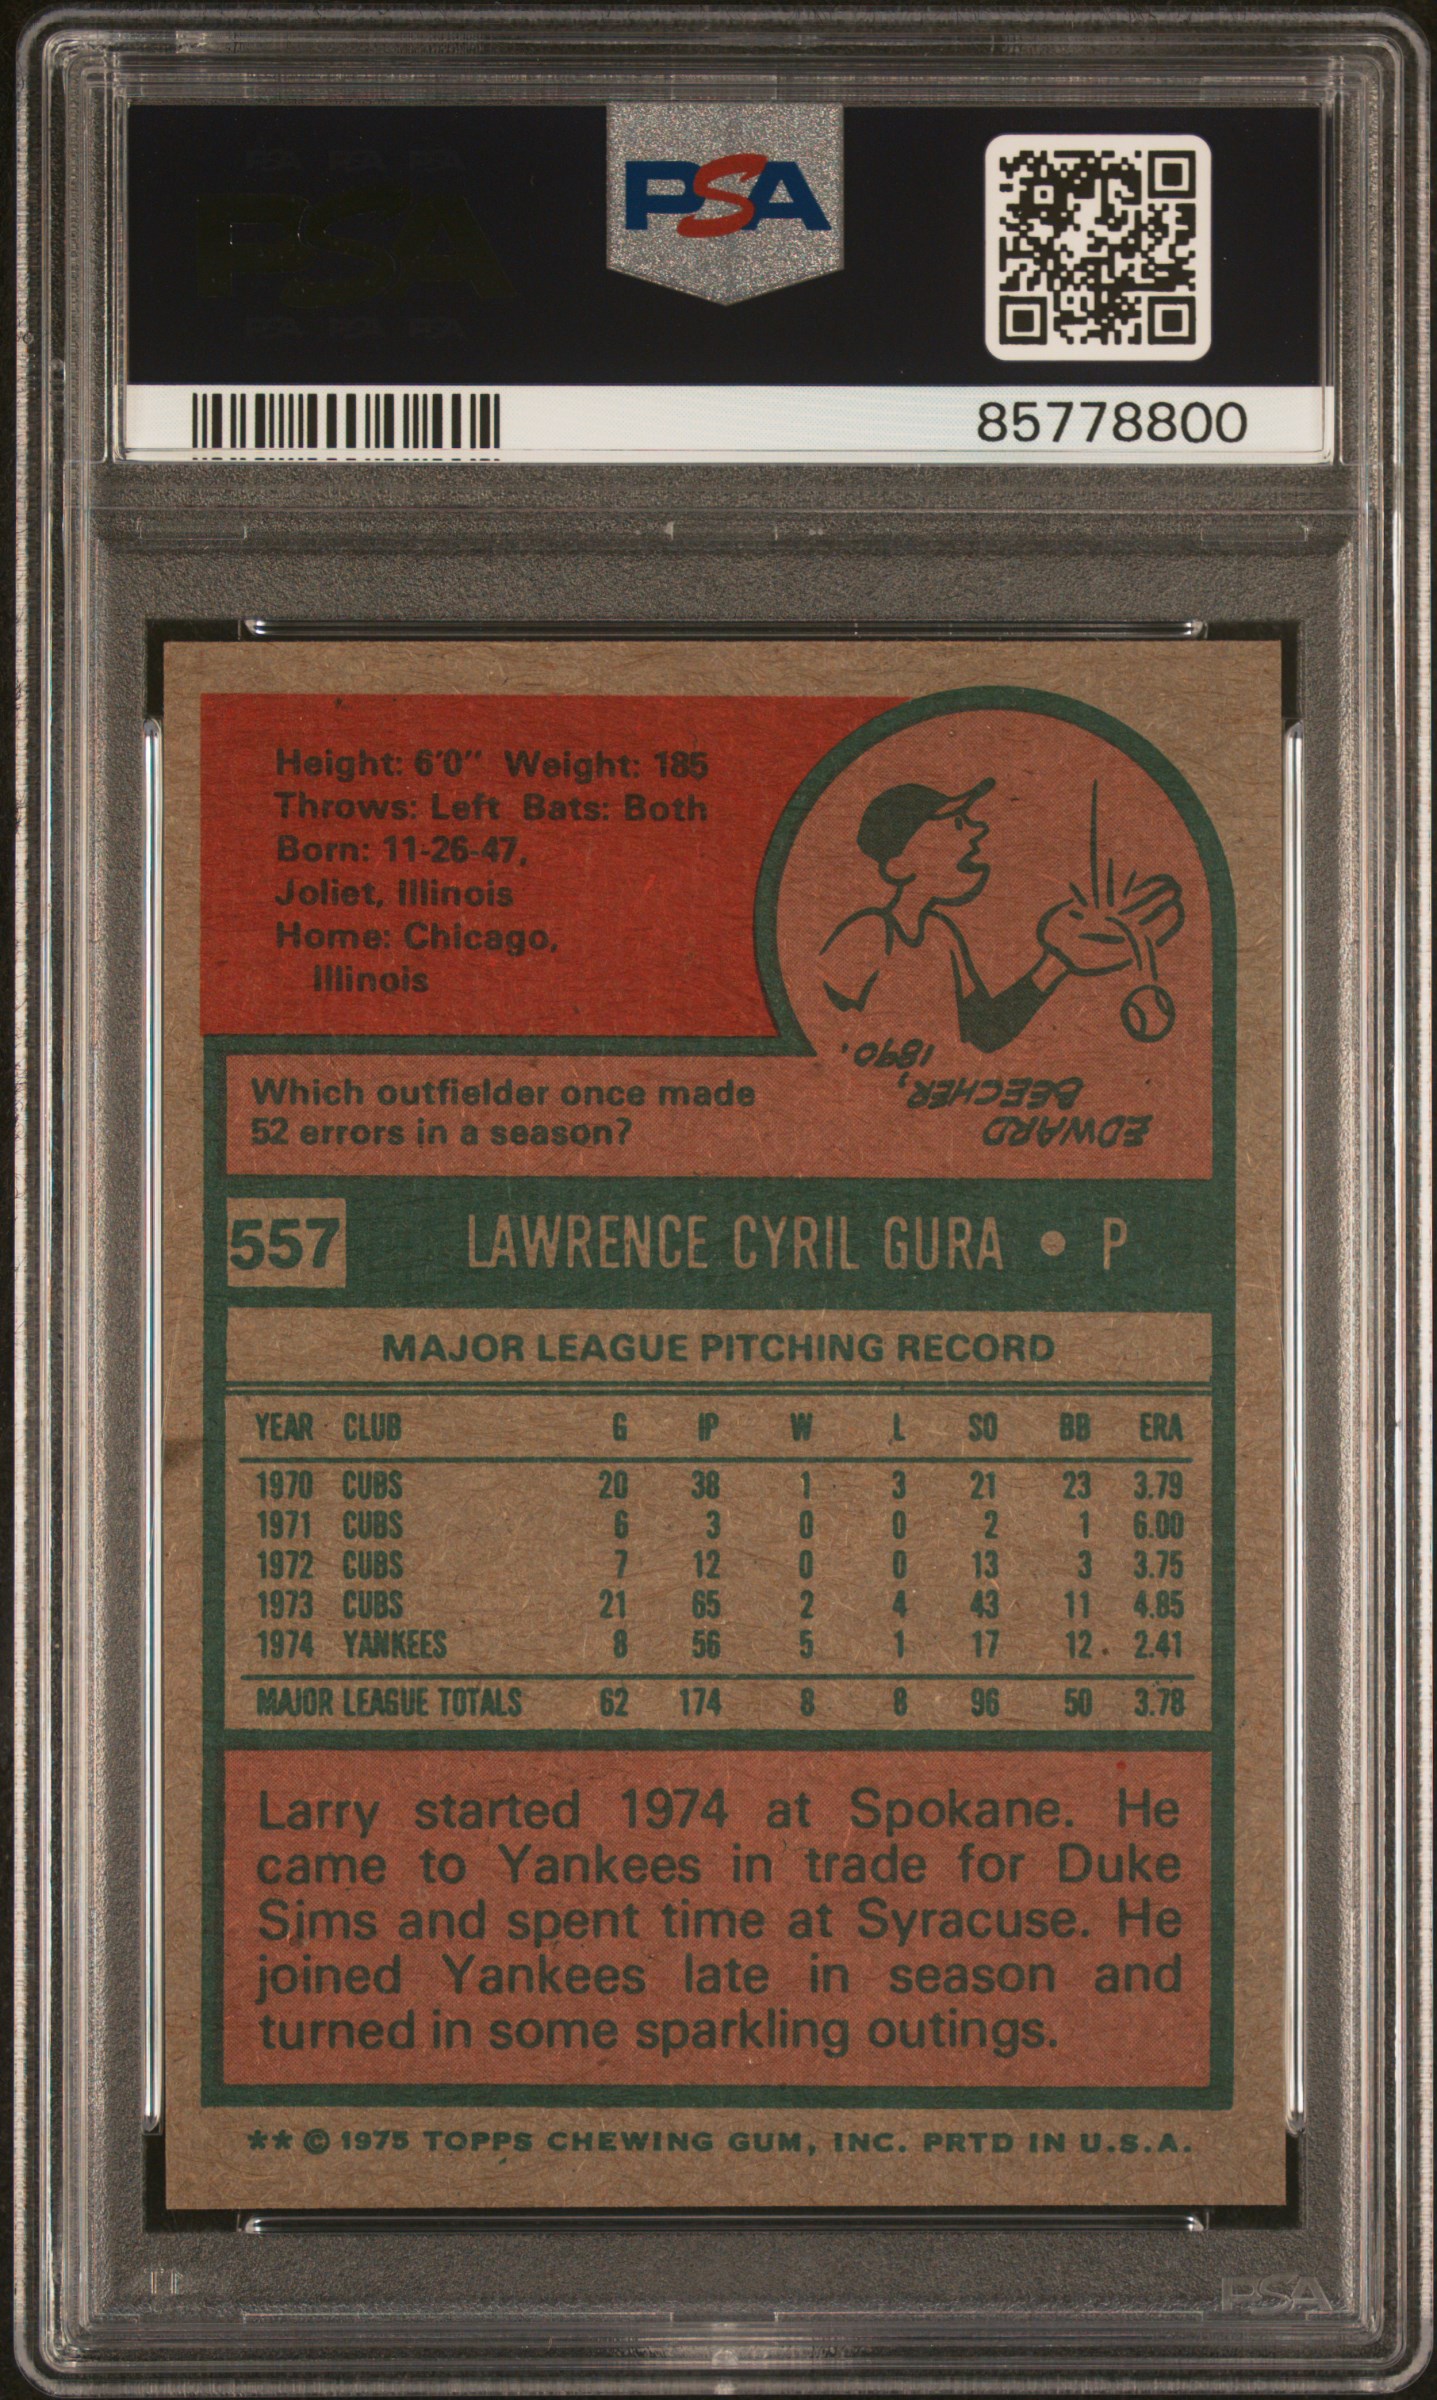 PSA PSA PSA
PSA
PSA PSA PSA
PSA
85778800
Height: 6'0" Weight: 185
Throws: Left Bats: Both
Born: 11-26-47,
Joliet, Illinois
Home: Chicago,
Illinois
Which outfielder once made
52 errors in a season?
EDWARD
BEECHER,
1890.
557 LAWRENCE CYRIL GURA • P
MAJOR LEAGUE PITCHING RECORD
YEAR CLUB G IP W L SO BB ERA
1970 CUBS 20 38 1 3 21 23 3.79
1971 CUBS 6 3 0 0 2 1 6.00
1972 CUBS 7 12 0 0 13 3 3.75
1973 CUBS 21 65 2 4 43 11 4.85
1974 YANKEES 8 56 5 1 17 12 2.41
MAJOR LEAGUE TOTALS 62 174 8 8 96 50 3.78
Larry started 1974 at Spokane. He
came to Yankees in trade for Duke
Sims and spent time at Syracuse. He
joined Yankees late in season and
turned in some sparkling outings.
** © 1975 TOPPS CHEWING GUM, INC. PRTD IN U.S.A.
PSA